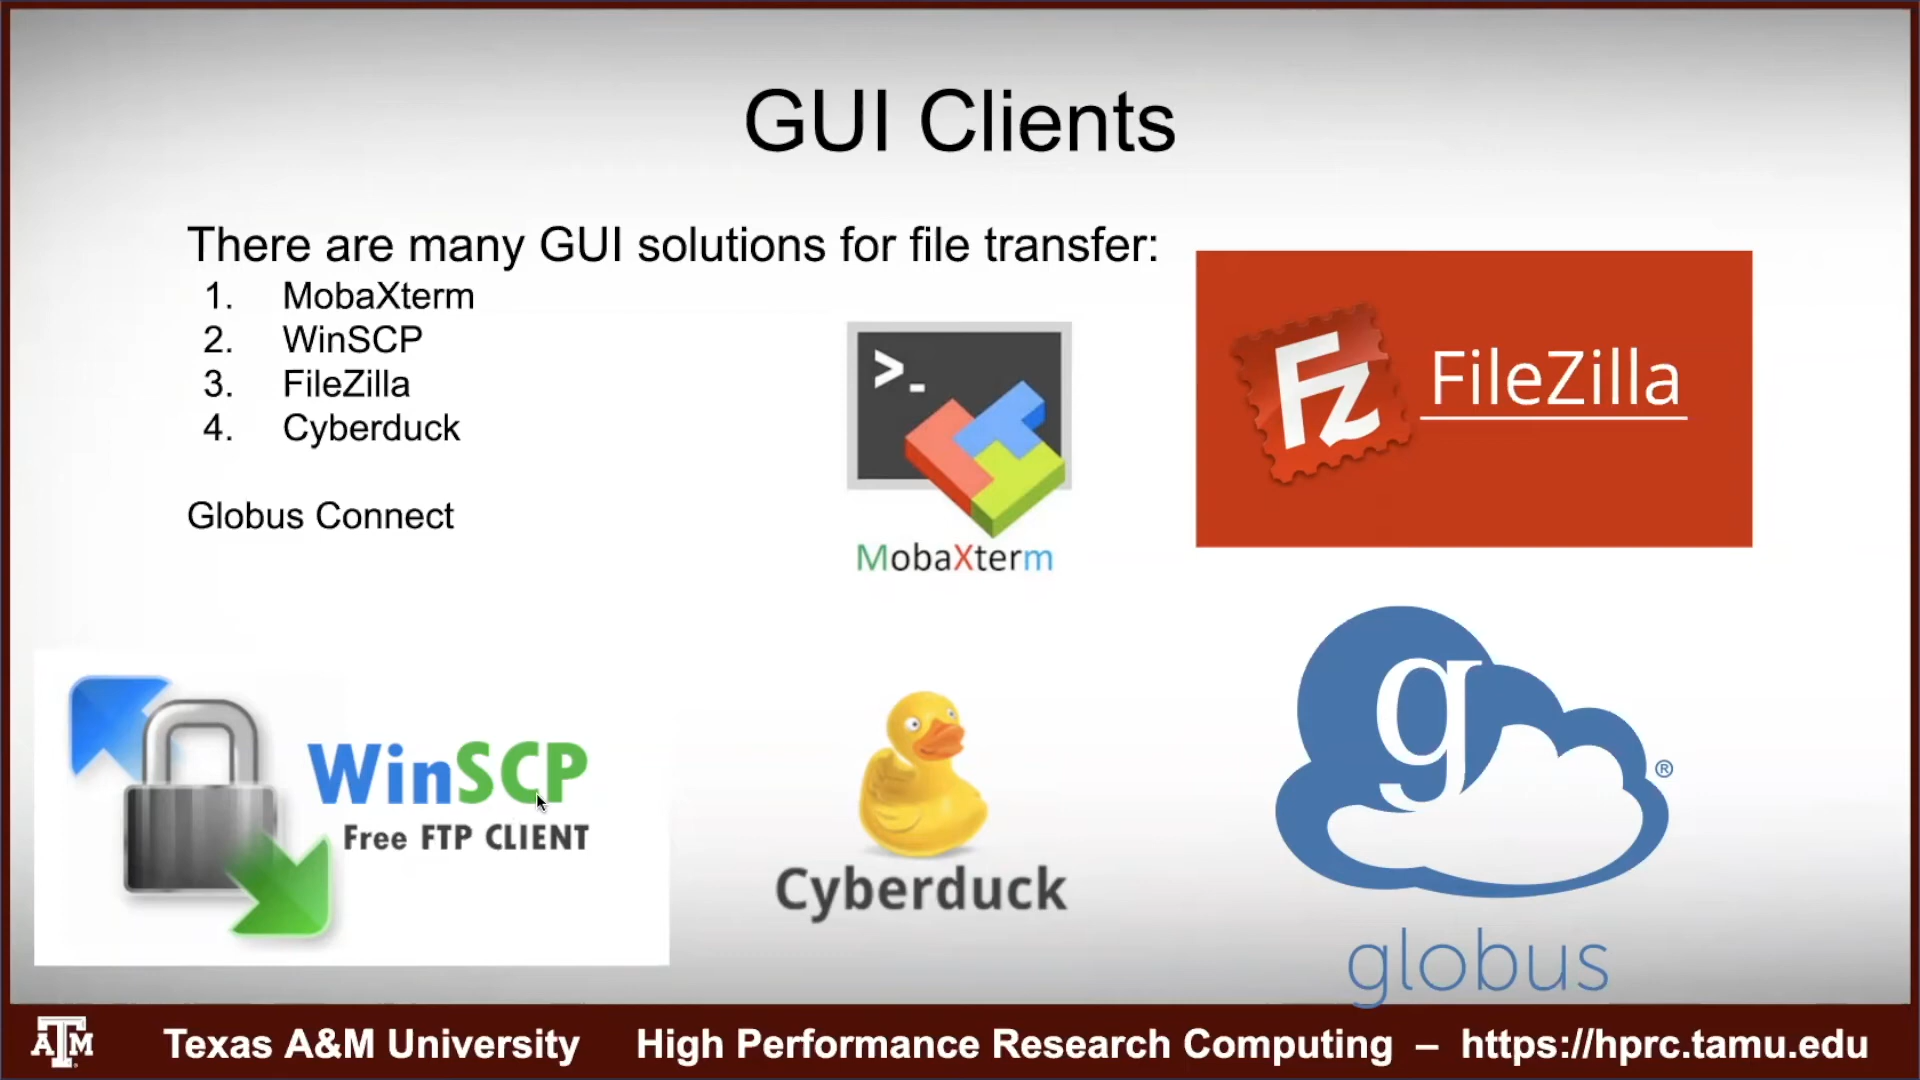 GUI Clients
There are many GUI solutions for file transfer:
1. MobaXterm
2. WinSCP
3. FileZilla
4. Cyberduck
Globus Connect
>_
MobaXterm
Fz FileZilla
WinSCP
Free FTP CLIENT
Cyberduck
g
®
globus
ATM Texas A&M University High Performance Research Computing – https://hprc.tamu.edu